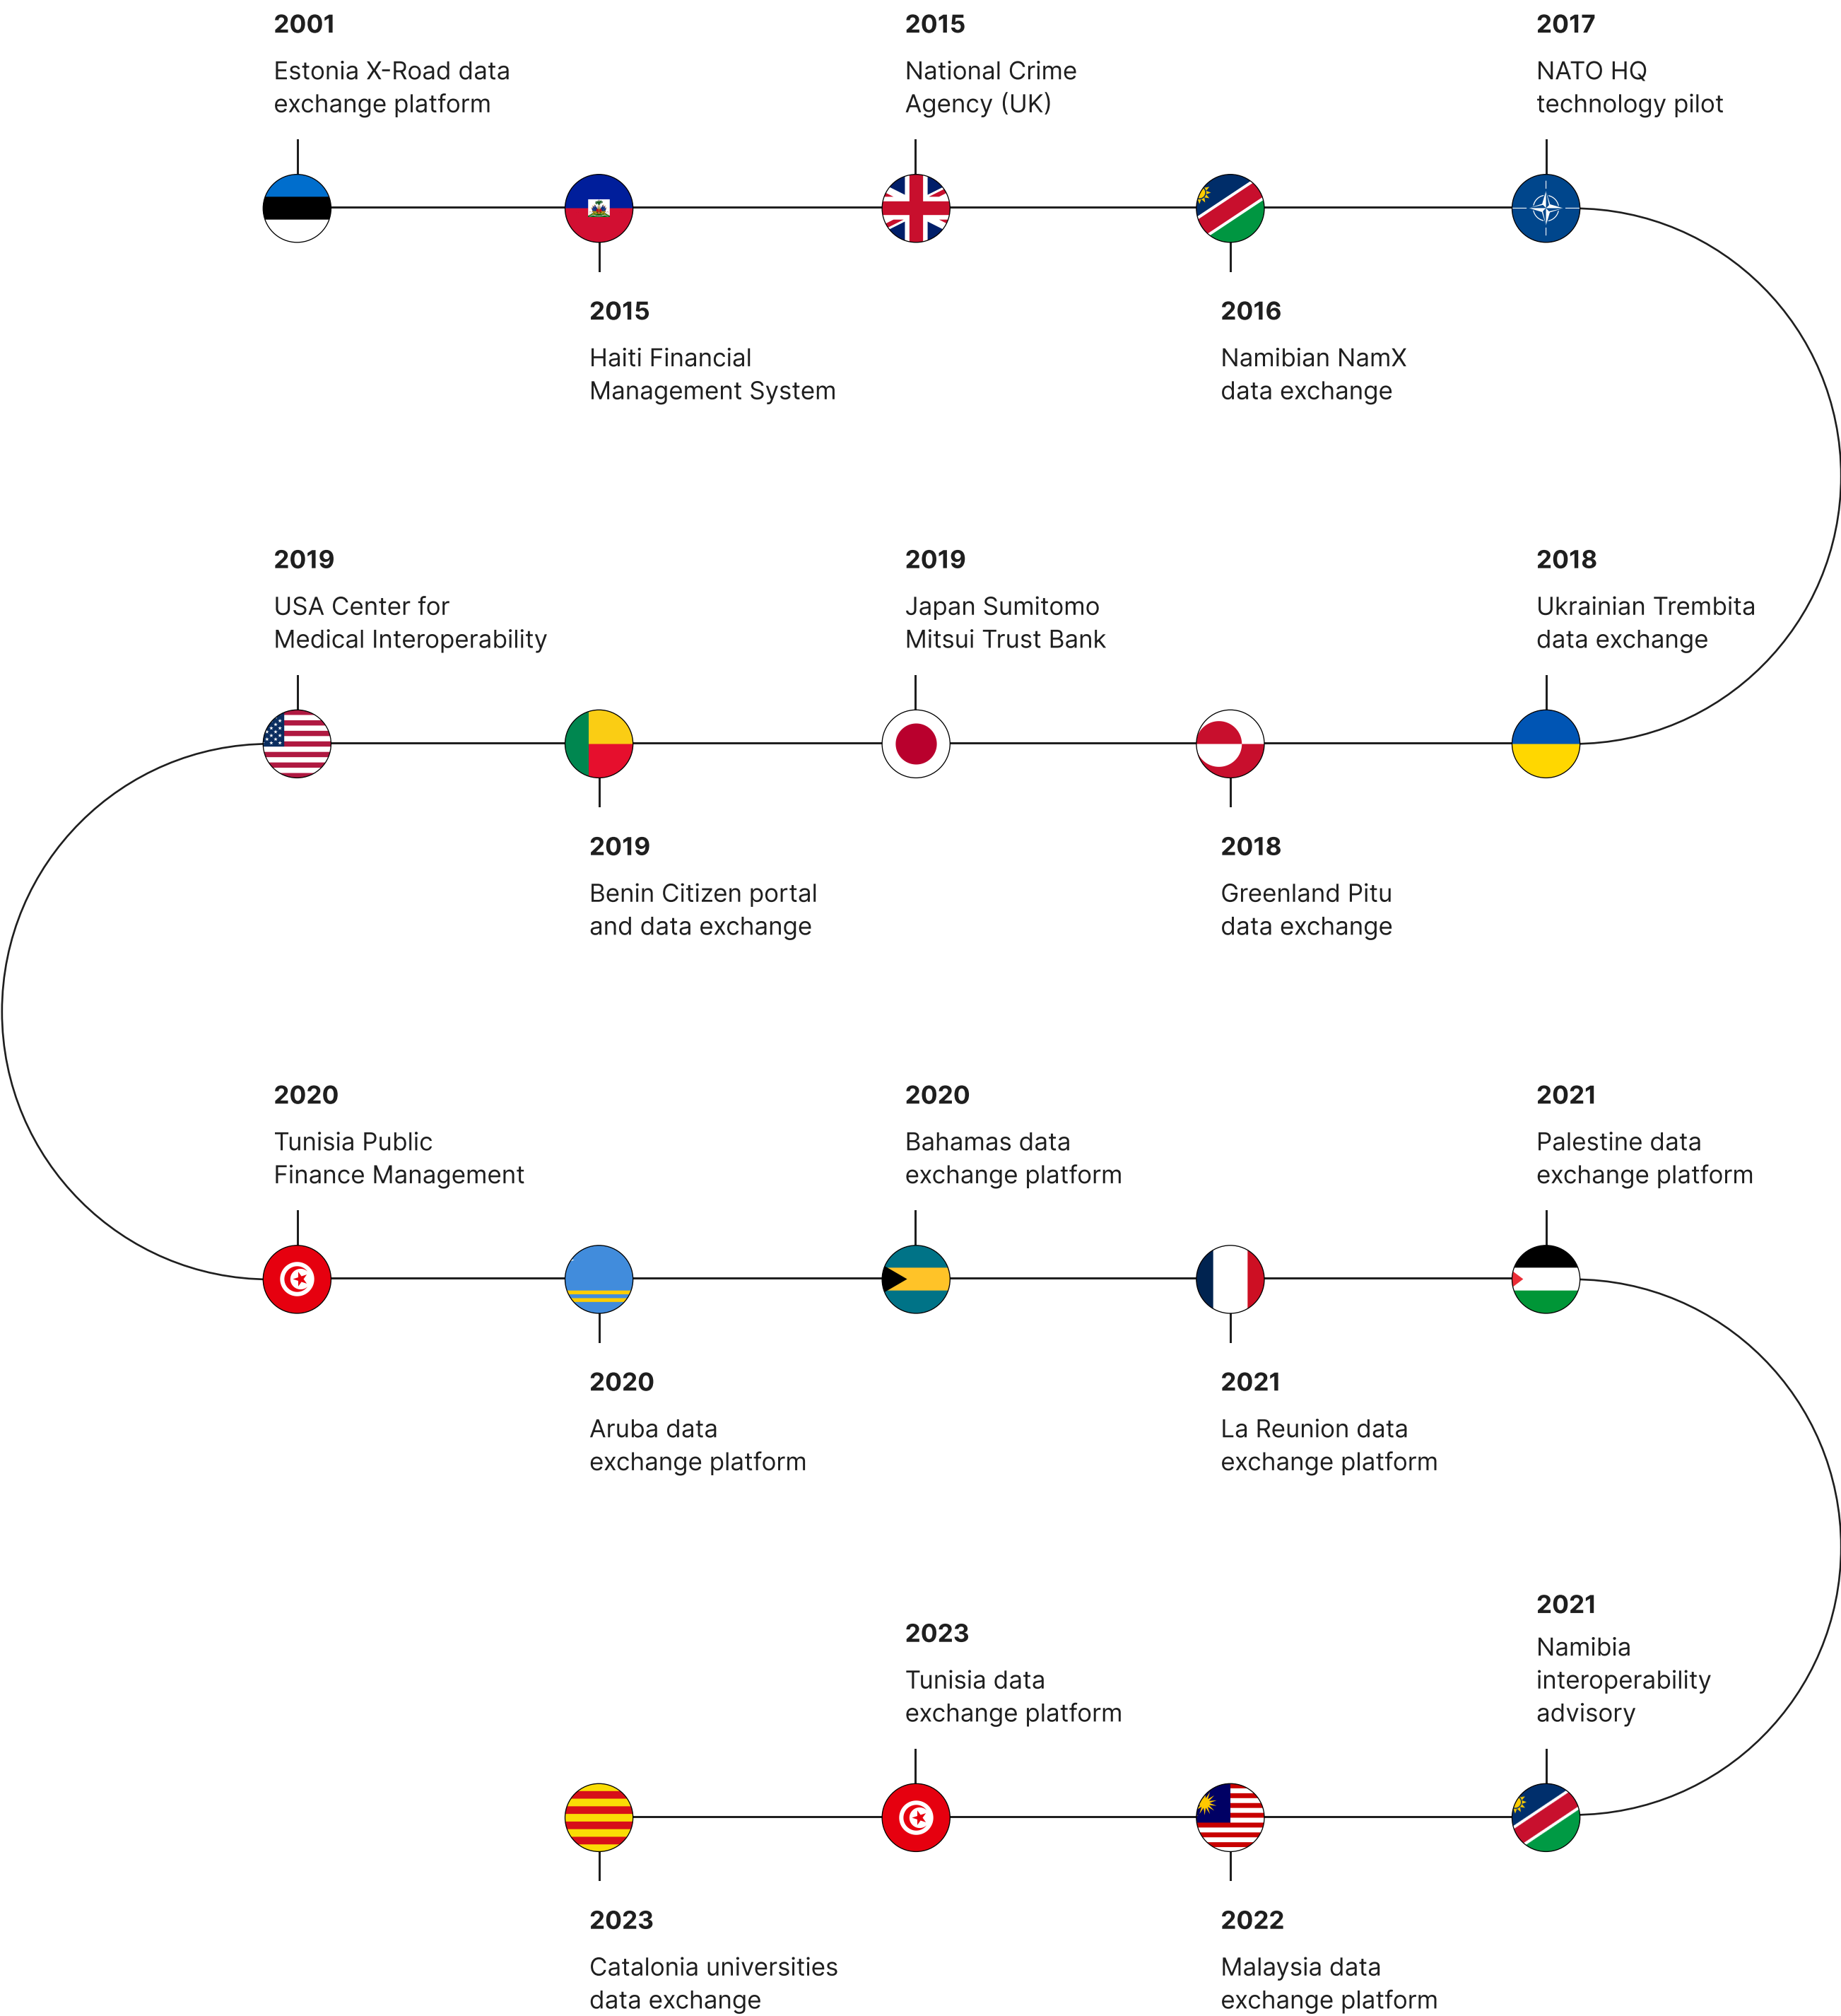 2001
Estonia X-Road data
exchange platform
2015
Haiti Financial
Management System
2015
National Crime
Agency (UK)
2016
Namibian NamX
data exchange
2017
NATO HQ
technology pilot
2018
Ukrainian Trembita
data exchange
2018
Greenland Pitu
data exchange
2019
Japan Sumitomo
Mitsui Trust Bank
2019
Benin Citizen portal
and data exchange
2019
USA Center for
Medical Interoperability
2020
Tunisia Public
Finance Management
2020
Aruba data
exchange platform
2020
Bahamas data
exchange platform
2021
La Reunion data
exchange platform
2021
Palestine data
exchange platform
2021
Namibia
interoperability
advisory
2022
Malaysia data
exchange platform
2023
Tunisia data
exchange platform
2023
Catalonia universities
data exchange